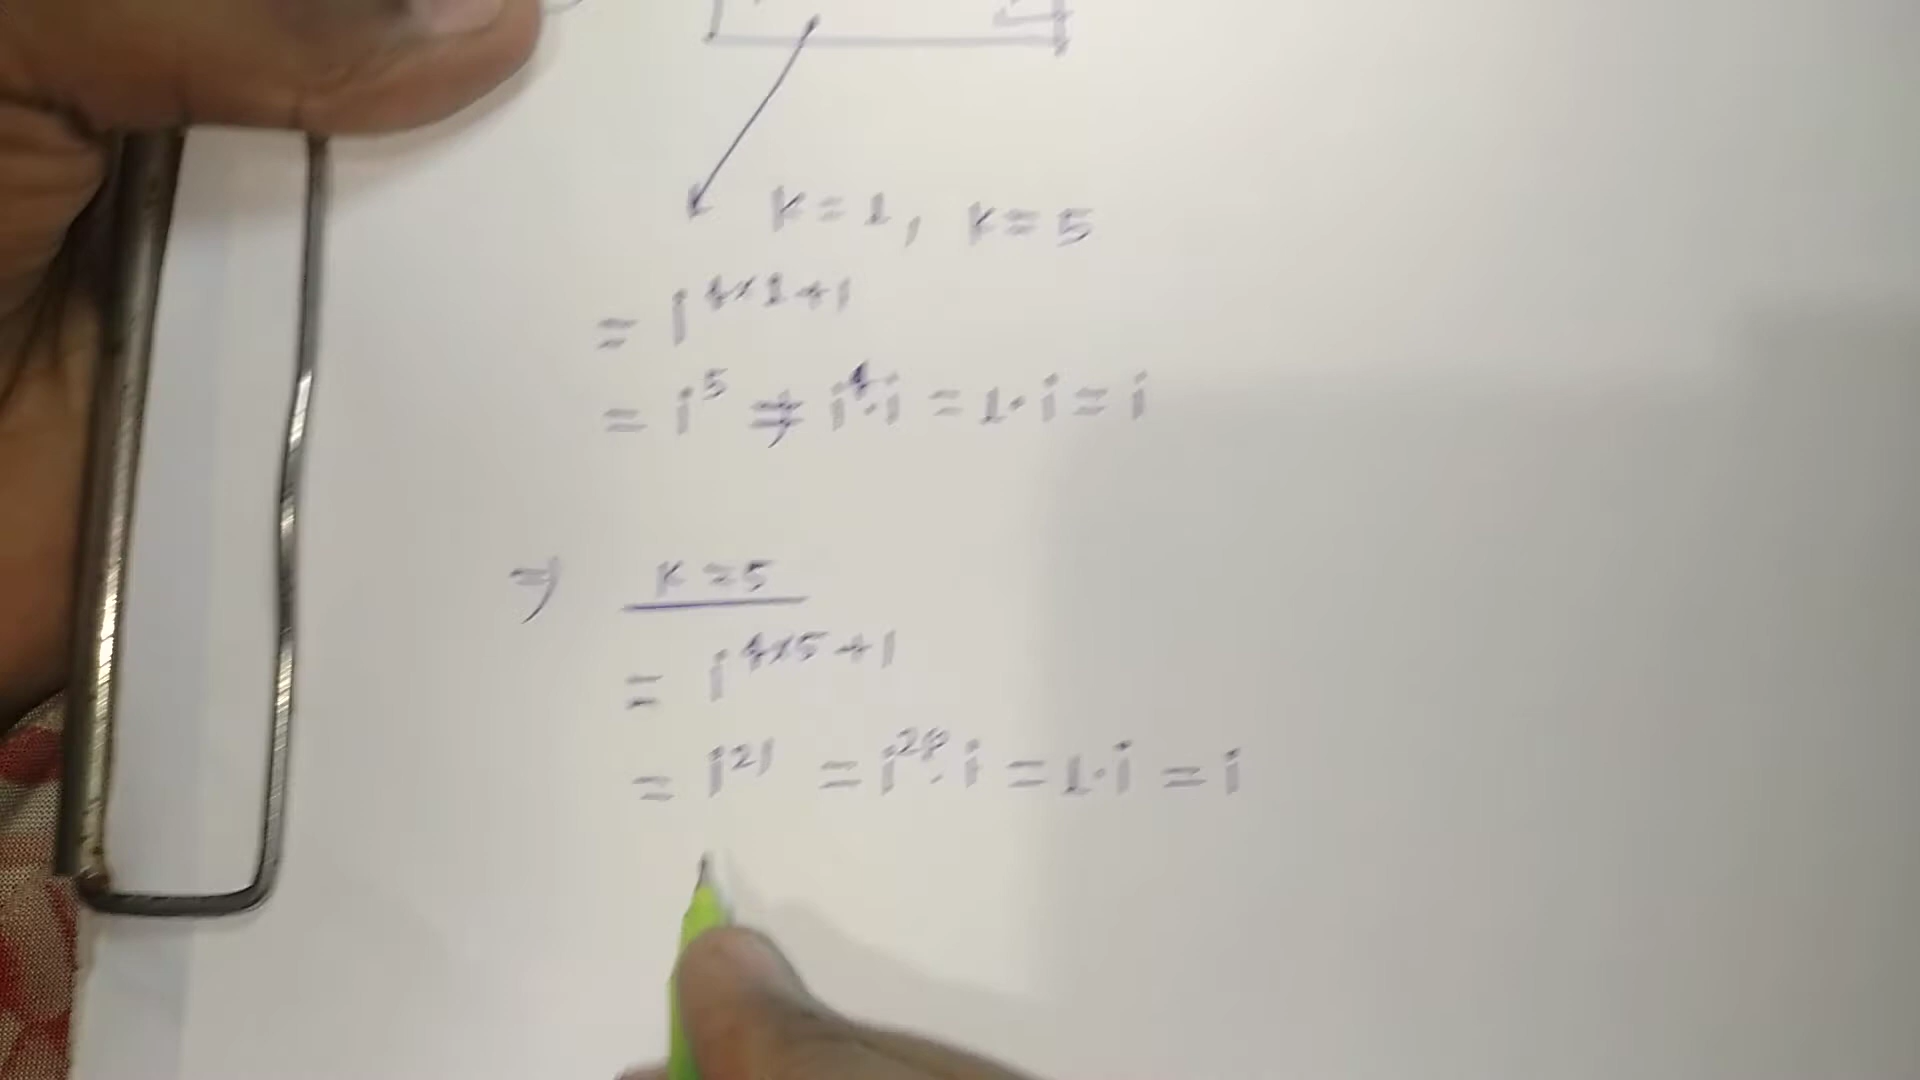 k = 1, k = 5
= i^{4×1+1}
= i^5 ⇒ i^4·i = 1·i = i
⇒ k = 5
= i^{4×5+1}
= i^{21} = i^{20}·i = 1·i = i